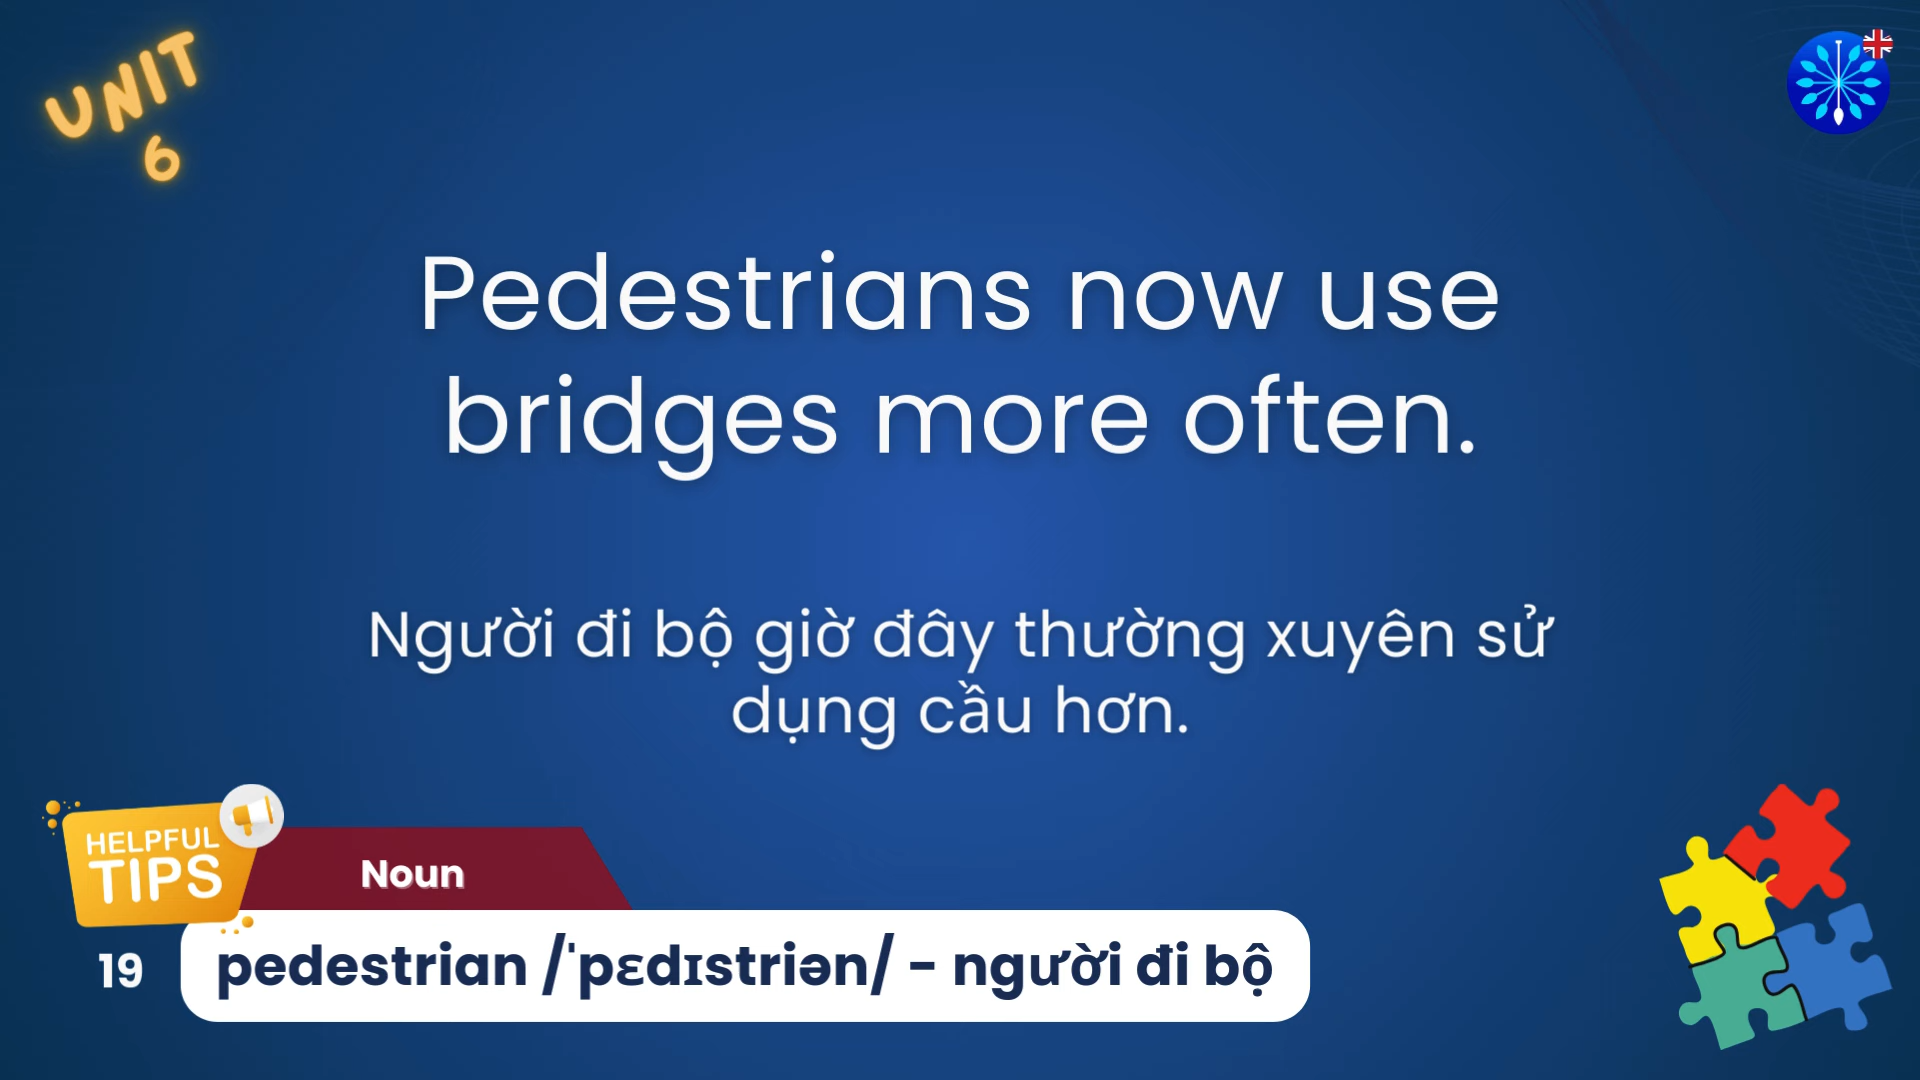 UNIT
6
Pedestrians now use
bridges more often.
Người đi bộ giờ đây thường xuyên sử
dụng cầu hơn.
HELPFUL
TIPS
Noun
19
pedestrian /ˈpɛdɪstriən/ - người đi bộ